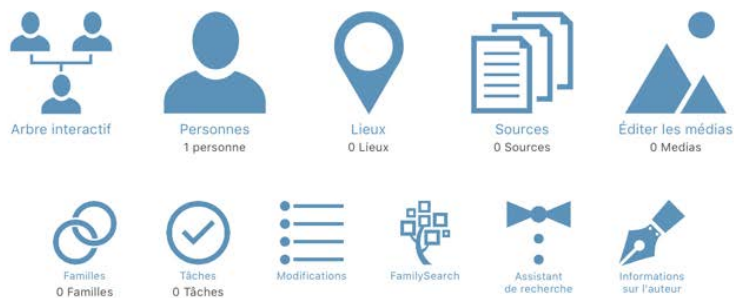 Arbre interactif
Personnes
1 personne
Lieux
0 Lieux
Sources
0 Sources
Éditer les médias
0 Medias
Familles
0 Familles
Tâches
0 Tâches
Modifications
FamilySearch
Assistant
de recherche
Informations
sur l'auteur